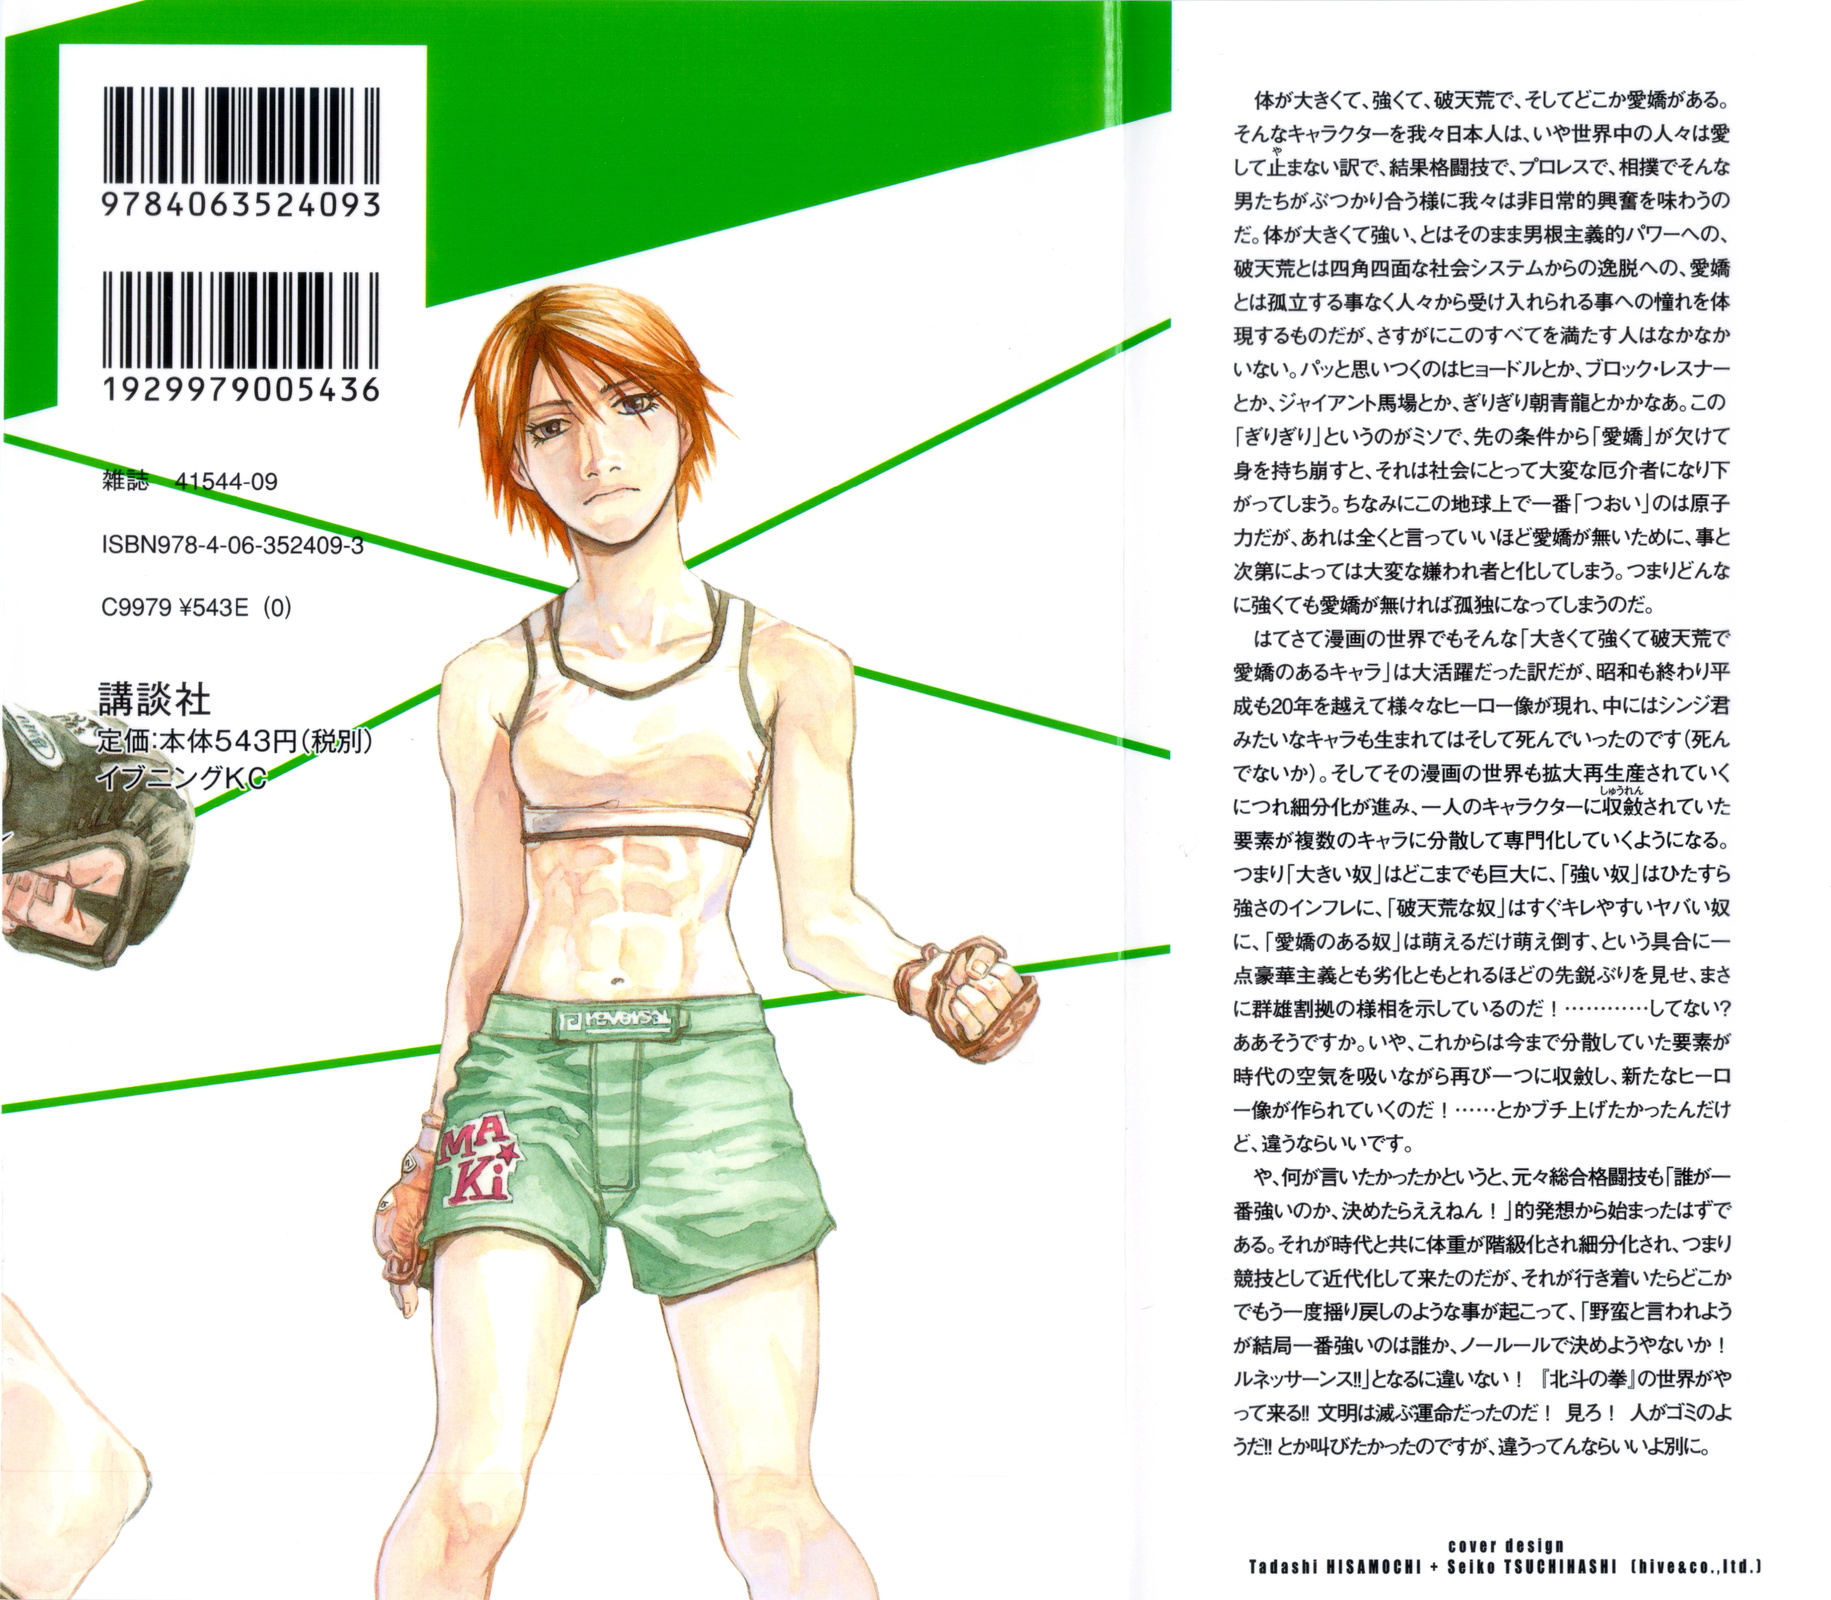 9784063524093
1929979005436
雑誌 41544-09
ISBN978-4-06-352409-3
C9979 ¥543E (0)
講談社
定価:本体543円(税別)
イブニングKC
reversal
MA
Ki
体が大きくて、強くて、破天荒で、そしてどこか愛嬌がある。
そんなキャラクターを我々日本人は、いや世界中の人々は愛
や
して止まない訳で、結果格闘技で、プロレスで、相撲でそんな
男たちがぶつかり合う様に我々は非日常的興奮を味わうの
だ。体が大きくて強い、とはそのまま男根主義的パワーへの、
破天荒とは四角四面な社会システムからの逸脱への、愛嬌
とは孤立する事なく人々から受け入れられる事への憧れを体
現するものだが、さすがにこのすべてを満たす人はなかなか
いない。パッと思いつくのはヒョードルとか、ブロック・レスナー
とか、ジャイアント馬場とか、ぎりぎり朝青龍とかかなあ。この
「ぎりぎり」というのがミソで、先の条件から「愛嬌」が欠けて
身を持ち崩すと、それは社会にとって大変な厄介者になり下
がってしまう。ちなみにこの地球上で一番「つおい」のは原子
力だが、あれは全くと言っていいほど愛嬌が無いために、事と
次第によっては大変な嫌われ者と化してしまう。つまりどんな
に強くても愛嬌が無ければ孤独になってしまうのだ。
はてさて漫画の世界でもそんな「大きくて強くて破天荒で
愛嬌のあるキャラ」は大活躍だった訳だが、昭和も終わり平
成も20年を越えて様々なヒーロー像が現れ、中にはシンジ君
みたいなキャラも生まれてはそして死んでいったのです(死ん
でないか)。そしてその漫画の世界も拡大再生産されていく
しゅうれん
につれ細分化が進み、一人のキャラクターに収斂されていた
要素が複数のキャラに分散して専門化していくようになる。
つまり「大きい奴」はどこまでも巨大に、「強い奴」はひたすら
強さのインフレに、「破天荒な奴」はすぐキレやすいヤバい奴
に、「愛嬌のある奴」は萌えるだけ萌え倒す、という具合に一
点豪華主義とも劣化ともとれるほどの先鋭ぶりを見せ、まさ
に群雄割拠の様相を示しているのだ!…………してない?
ああそうですか。いや、これからは今まで分散していた要素が
時代の空気を吸いながら再び一つに収斂し、新たなヒーロ
ー像が作られていくのだ!……とかブチ上げたかったんだけ
ど、違うならいいです。
や、何が言いたかったかというと、元々総合格闘技も「誰が一
番強いのか、決めたらええねん!」的発想から始まったはずで
ある。それが時代と共に体重が階級化され細分化され、つまり
競技として近代化して来たのだが、それが行き着いたらどこか
でもう一度揺り戻しのような事が起こって、「野蛮と言われよう
が結局一番強いのは誰か、ノールールで決めようやないか!
ルネッサーンス!!」となるに違いない! 『北斗の拳』の世界がや
って来る!! 文明は滅ぶ運命だったのだ! 見ろ! 人がゴミのよ
うだ!! とか叫びたかったのですが、違うってんならいいよ別に。
cover design
Tadashi HISAMOCHI + Seiko TSUCHIHASHI (hive&co.,ltd.)